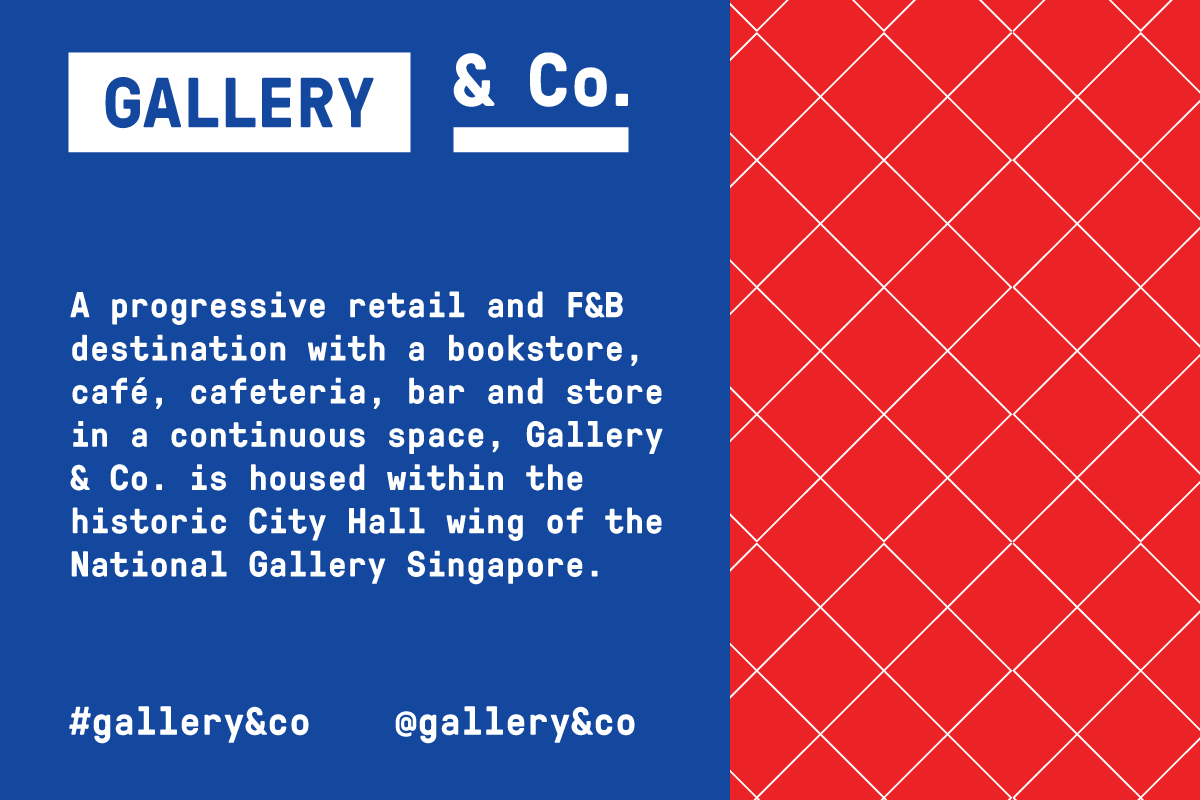 GALLERY & Co.
A progressive retail and F&B
destination with a bookstore,
café, cafeteria, bar and store
in a continuous space, Gallery
& Co. is housed within the
historic City Hall wing of the
National Gallery Singapore.
#gallery&co @gallery&co